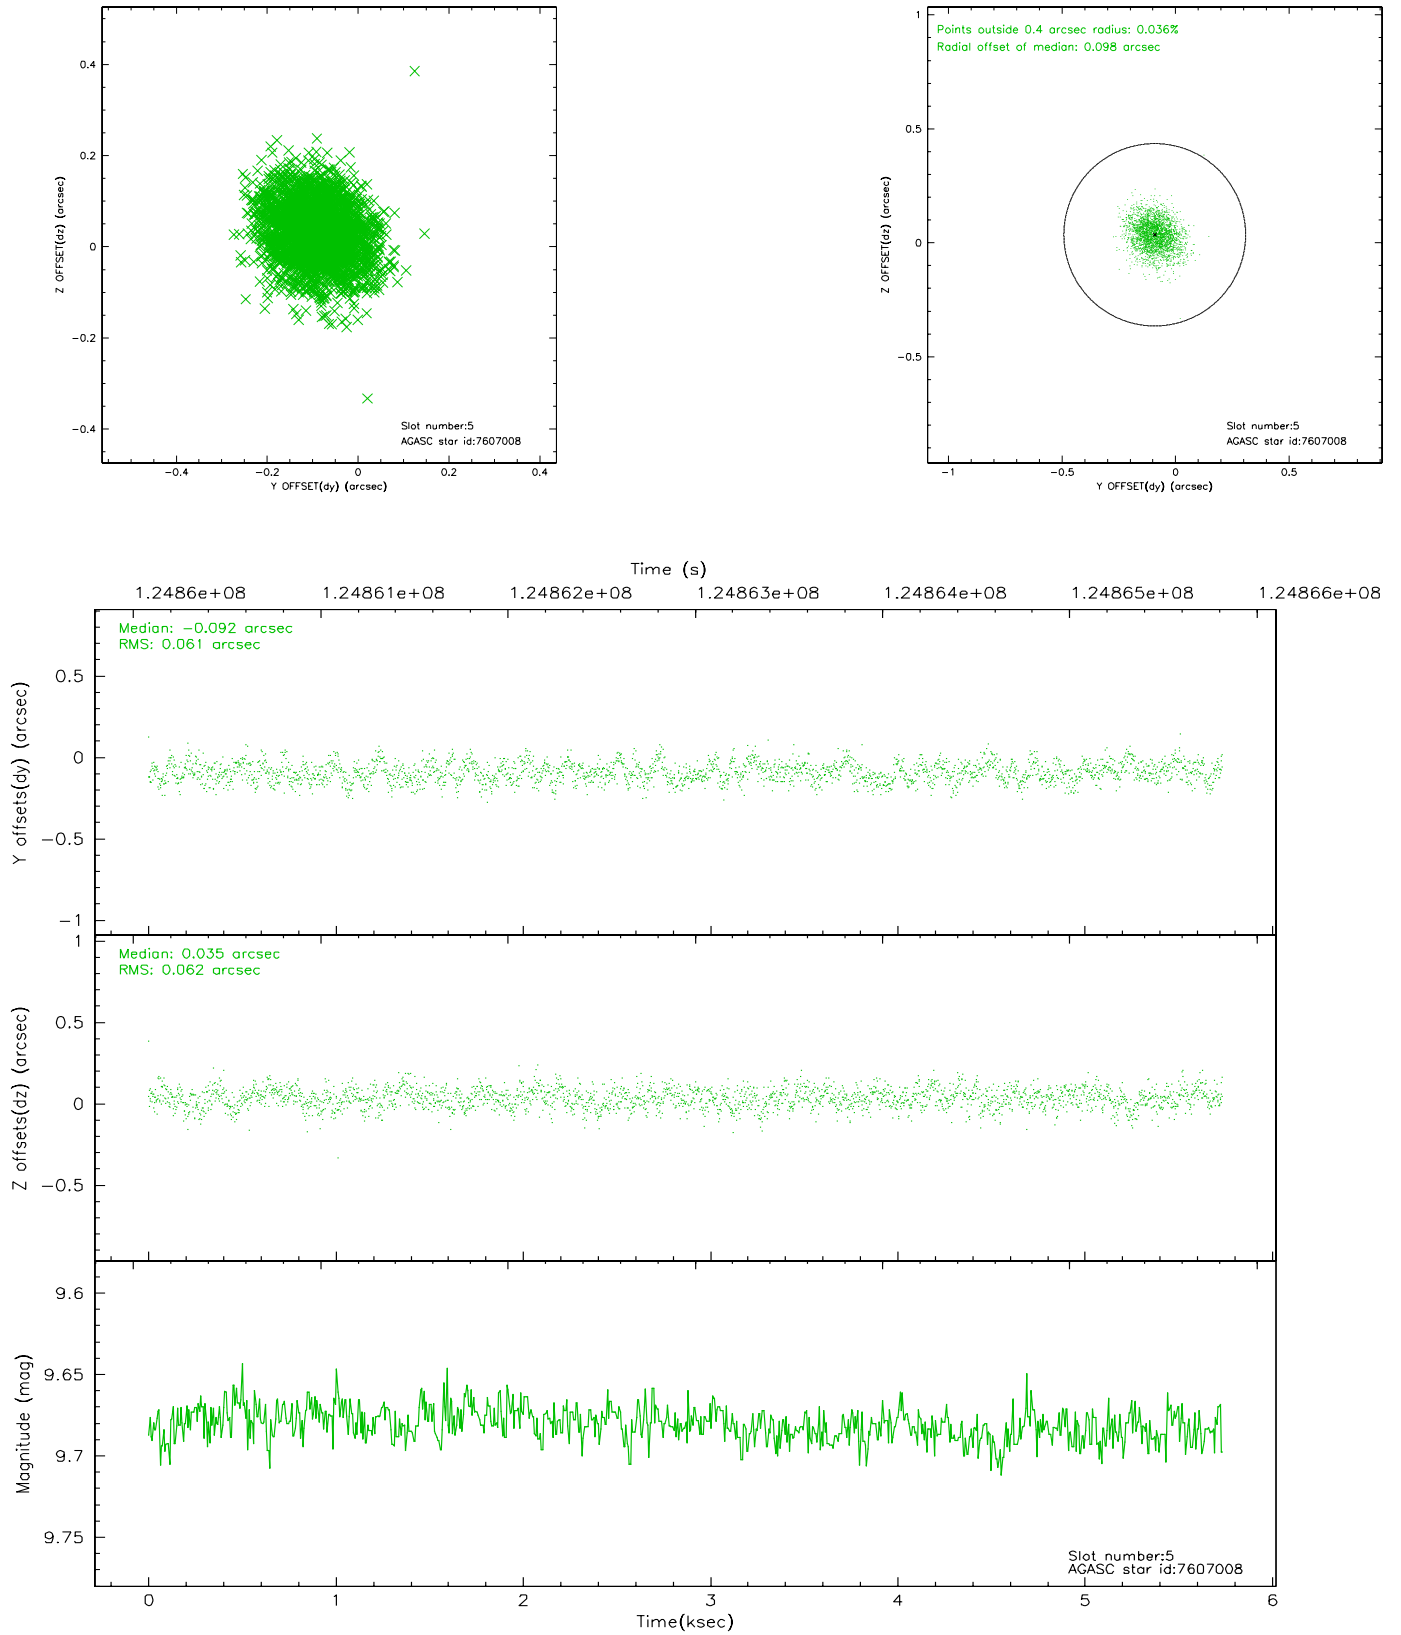 0.4
0.2
0
−0.2
−0.4
Z OFFSET(dz) (arcsec)
Slot number:5
AGASC star id:7607008
−0.4 −0.2 0 0.2 0.4
Y OFFSET(dy) (arcsec)
Points outside 0.4 arcsec radius: 0.036%
Radial offset of median: 0.098 arcsec
1
0.5
0
−0.5
Z OFFSET(dz) (arcsec)
Slot number:5
AGASC star id:7607008
−1 −0.5 0 0.5
Y OFFSET(dy) (arcsec)
Time (s)
1.2486e+08 1.24861e+08 1.24862e+08 1.24863e+08 1.24864e+08 1.24865e+08 1.24866e+08
Median: −0.092 arcsec
RMS: 0.061 arcsec
0.5
0
−0.5
−1
Y offsets(dy) (arcsec)
Median: 0.035 arcsec
RMS: 0.062 arcsec
1
0.5
0
−0.5
Z offsets(dz) (arcsec)
9.6
9.65
9.7
9.75
Magnitude (mag)
Slot number:5
AGASC star id:7607008
0 1 2 3 4 5 6
Time(ksec)